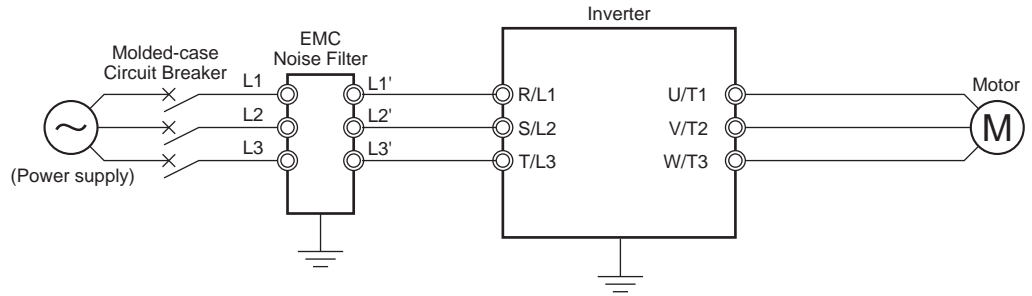 Inverter
EMC
Noise Filter
Molded-case
Circuit Breaker
Motor
L1
L1'
R/L1
U/T1
L2
L2'
S/L2
V/T2
M
L3
L3'
T/L3
W/T3
(Power supply)